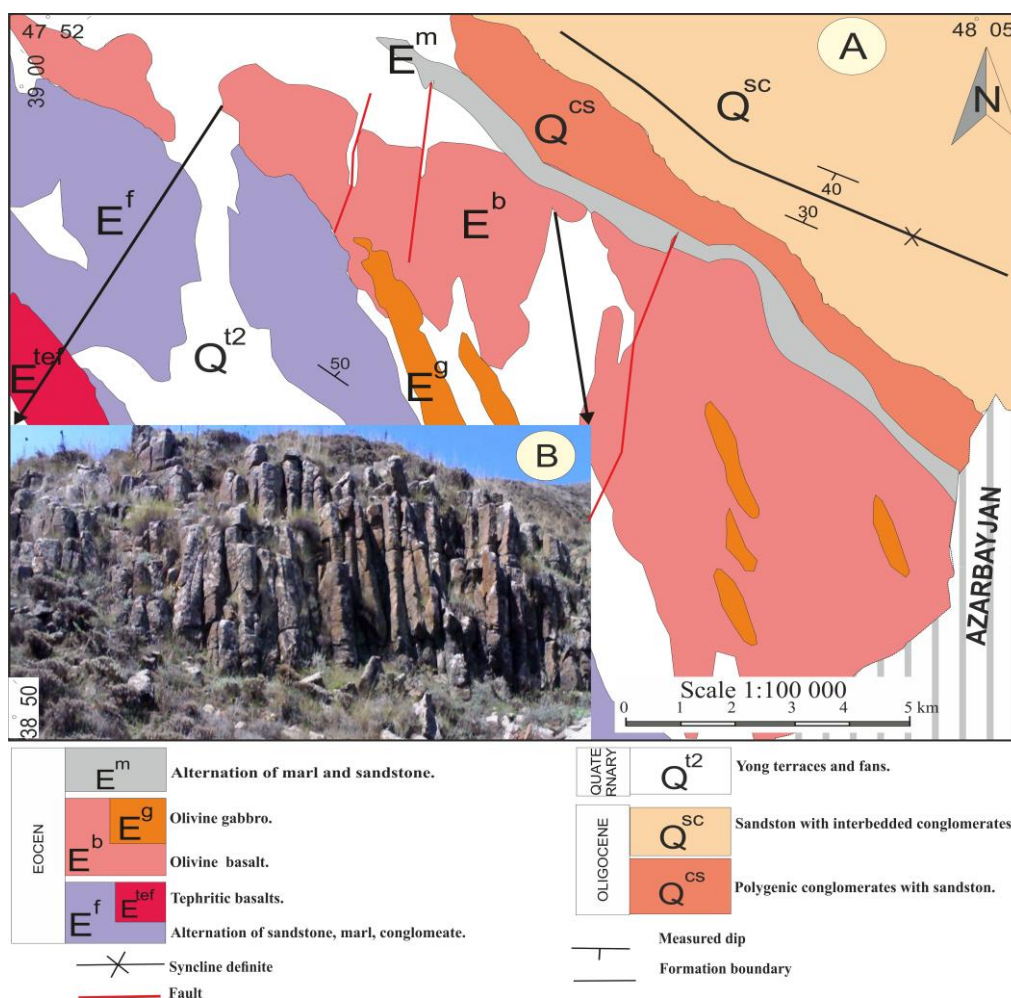 47 52
48 05
39 00
A
N
E^m
Q^cs
Q^sc
40
30
E^f
E^b
Q^t2
E^tef
50
E^g
B
AZARBAYJAN
38 50
Scale 1:100 000
0 1 2 3 4 5 km
EOCEN
E^m
Alternation of marl and sandstone.
E^g
Olivine gabbro.
E^b
Olivine basalt.
E^tef
Tephritic basalts.
E^f
Alternation of sandstone, marl, conglomeate.
Syncline definite
Fault
QUATE
RNARY
Q^t2
Yong terraces and fans.
OLIGOCENE
Q^sc
Sandston with interbedded conglomerates
Q^cs
Polygenic conglomerates with sandston.
Measured dip
Formation boundary